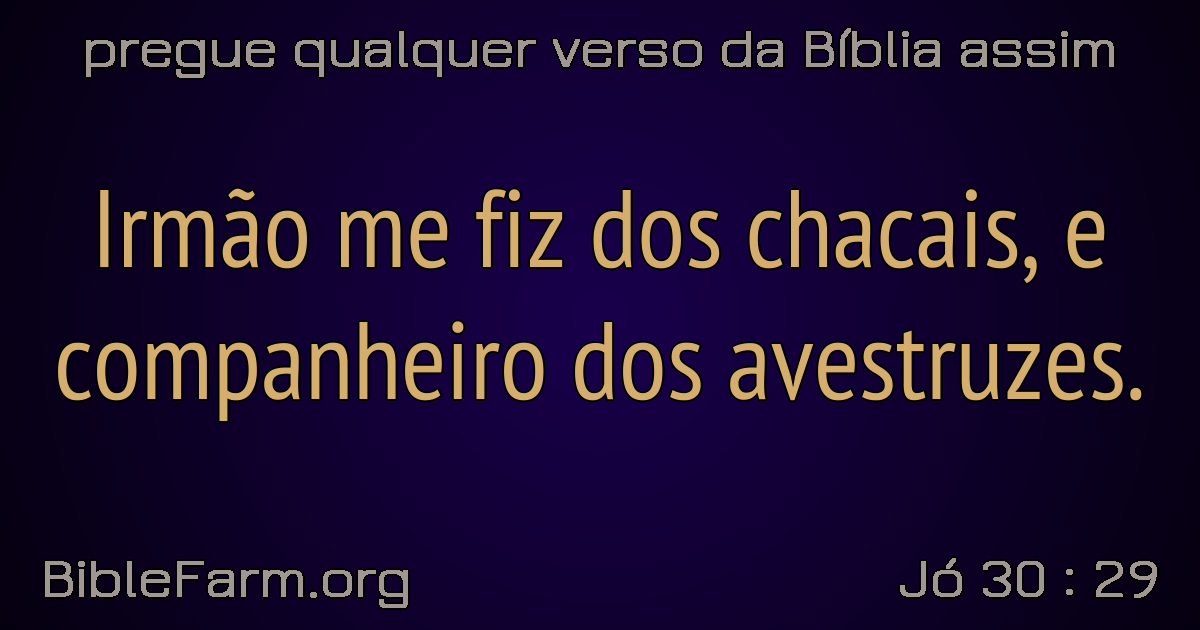 pregue qualquer verso da Bíblia assim
Irmão me fiz dos chacais, e
companheiro dos avestruzes.
BibleFarm.org
Jó 30 : 29